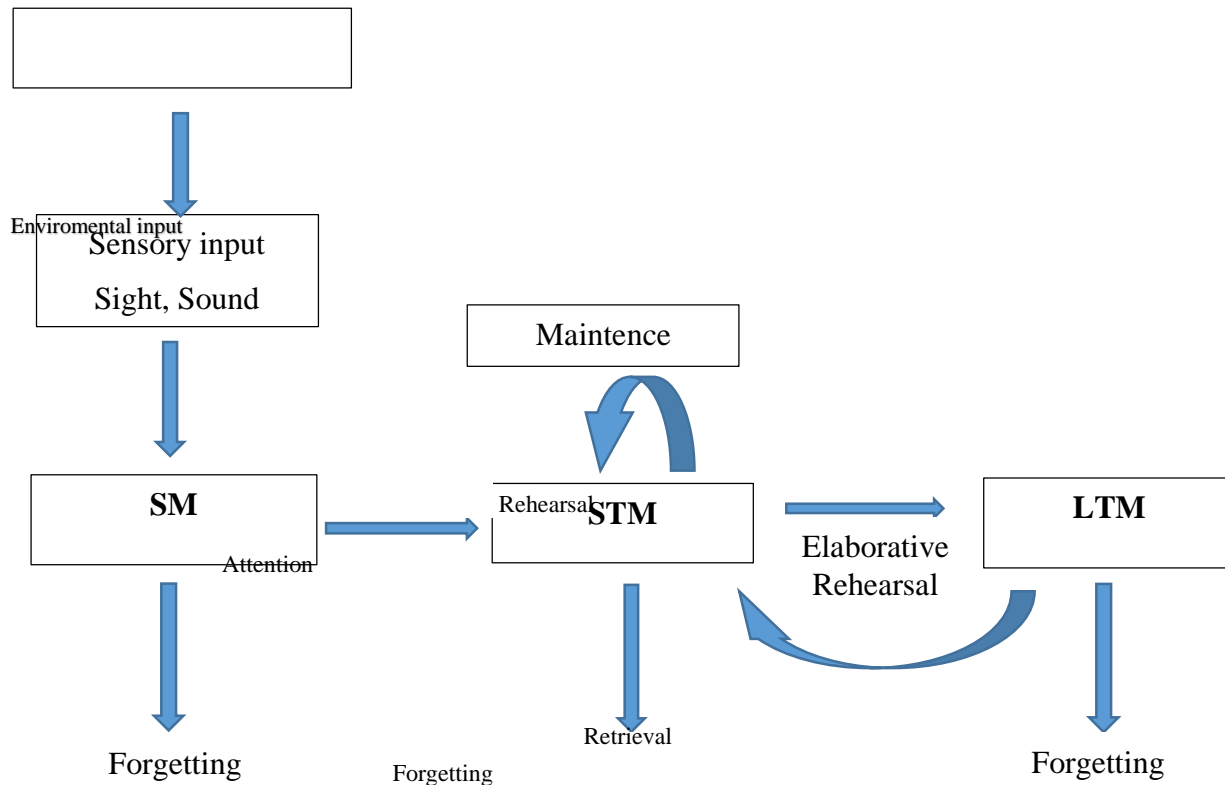 Enviromental input
Sensory input
Sight, Sound
Maintence
SM
Rehearsal
STM
LTM
Attention
Elaborative
Rehearsal
Retrieval
Forgetting
Forgetting
Forgetting